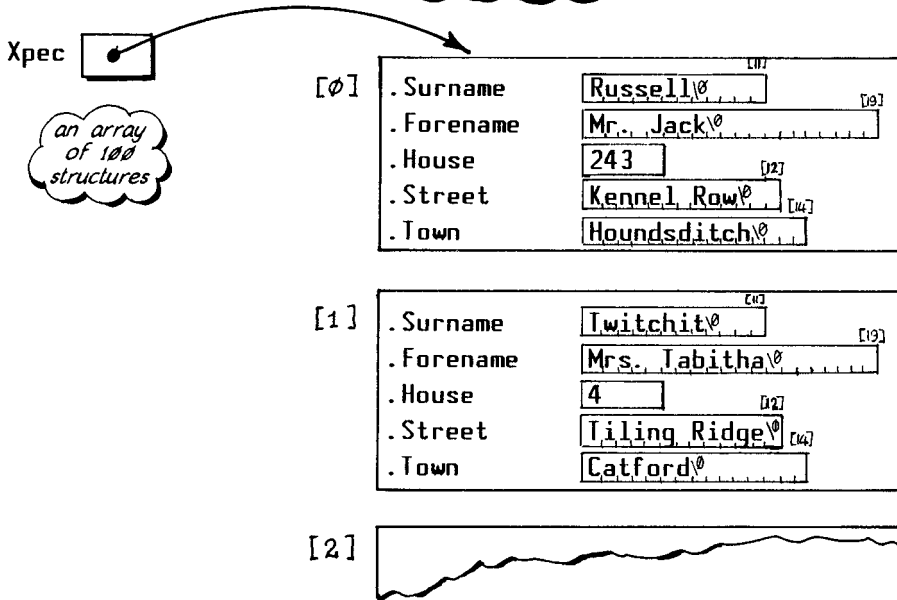 Xpec
an array
of 1øø
structures
[11]
[ø] .Surname Russell\ø
[19]
.Forename Mr. Jack\ø
.House 243
[12]
.Street Kennel Row\ø
[14]
.Town Houndsditch\ø
[11]
[1] .Surname Twitchit\ø
[19]
.Forename Mrs. Tabitha\ø
.House 4
[12]
.Street Tiling Ridge\ø
[14]
.Town Catford\ø
[2]